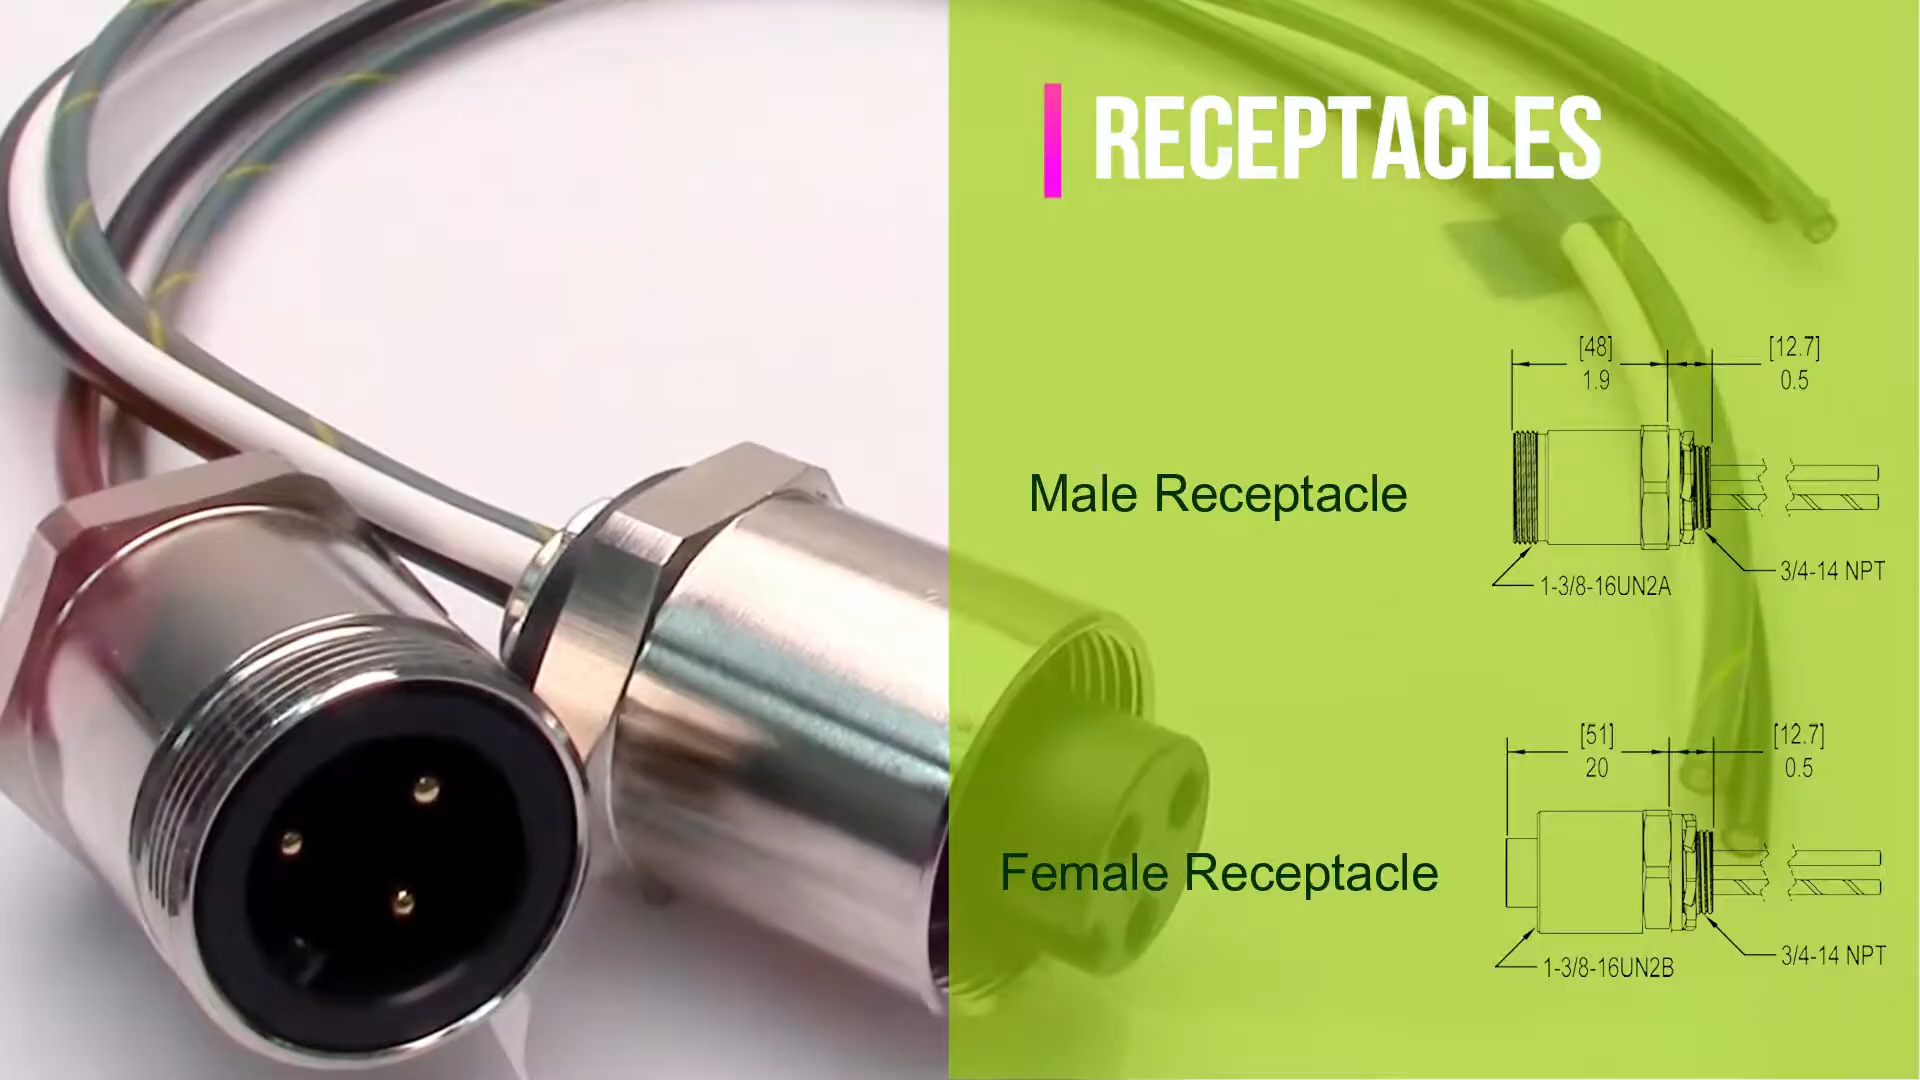 RECEPTACLES
[48]
1.9
[12.7]
0.5
Male Receptacle
1-3/8-16UN2A
3/4-14 NPT
[51]
20
[12.7]
0.5
Female Receptacle
1-3/8-16UN2B
3/4-14 NPT